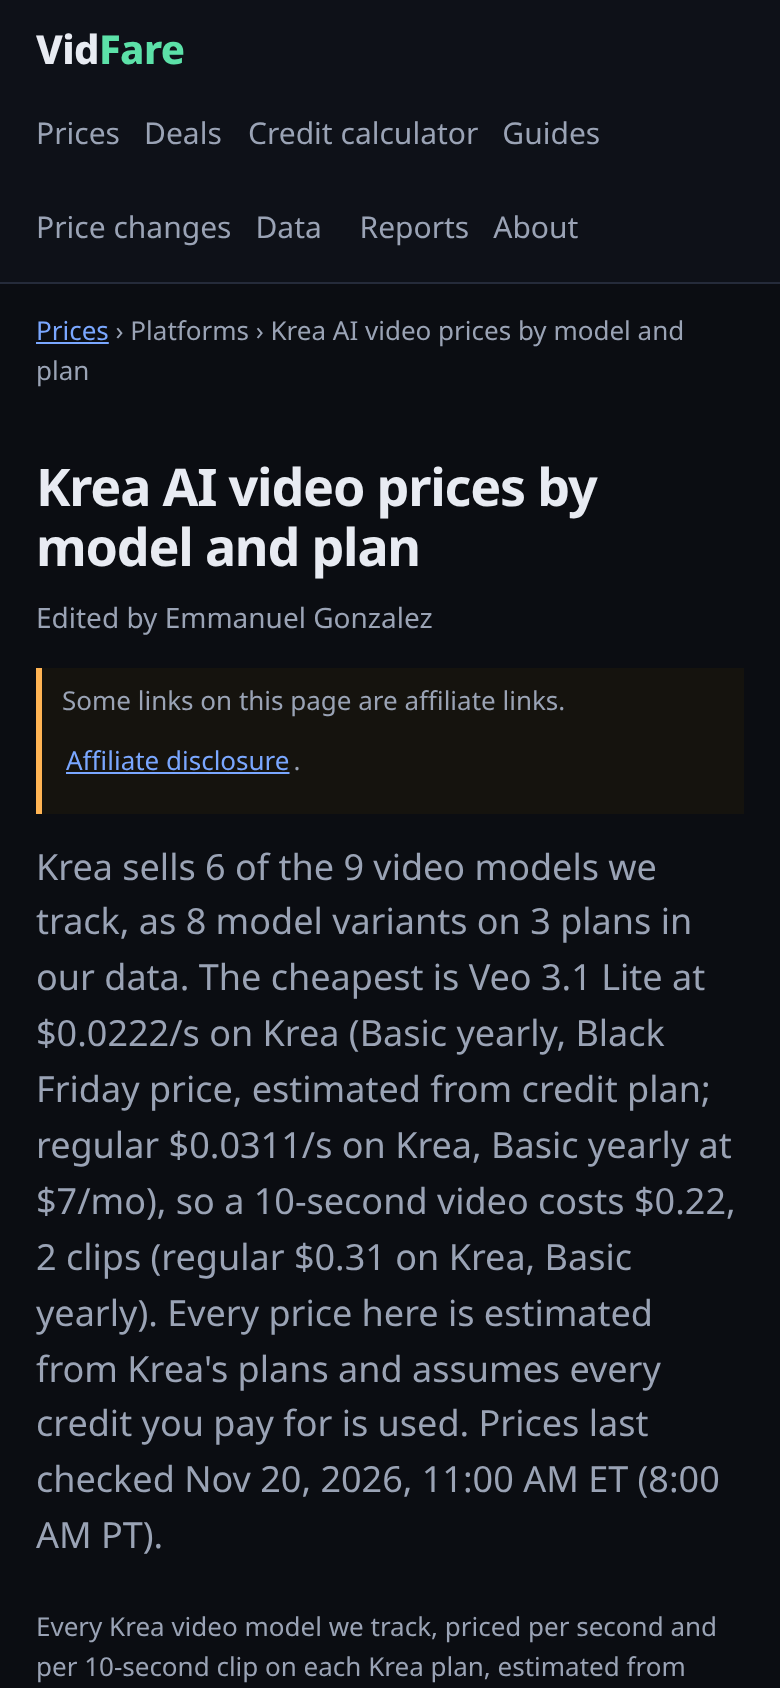 VidFare
Prices Deals Credit calculator Guides
Price changes Data Reports About
Prices › Platforms › Krea AI video prices by model and
plan
Krea AI video prices by
model and plan
Edited by Emmanuel Gonzalez
Some links on this page are affiliate links.
Affiliate disclosure.
Krea sells 6 of the 9 video models we
track, as 8 model variants on 3 plans in
our data. The cheapest is Veo 3.1 Lite at
$0.0222/s on Krea (Basic yearly, Black
Friday price, estimated from credit plan;
regular $0.0311/s on Krea, Basic yearly at
$7/mo), so a 10-second video costs $0.22,
2 clips (regular $0.31 on Krea, Basic
yearly). Every price here is estimated
from Krea's plans and assumes every
credit you pay for is used. Prices last
checked Nov 20, 2026, 11:00 AM ET (8:00
AM PT).
Every Krea video model we track, priced per second and
per 10-second clip on each Krea plan, estimated from